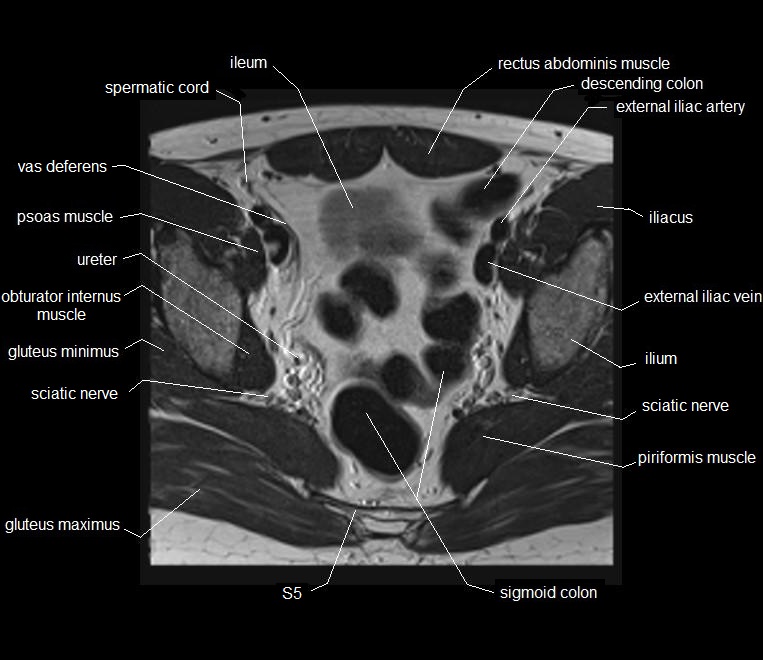 ileum
rectus abdominis muscle
descending colon
spermatic cord
external iliac artery
vas deferens
psoas muscle
iliacus
ureter
obturator internus
muscle
external iliac vein
gluteus minimus
ilium
sciatic nerve
sciatic nerve
piriformis muscle
gluteus maximus
S5
sigmoid colon